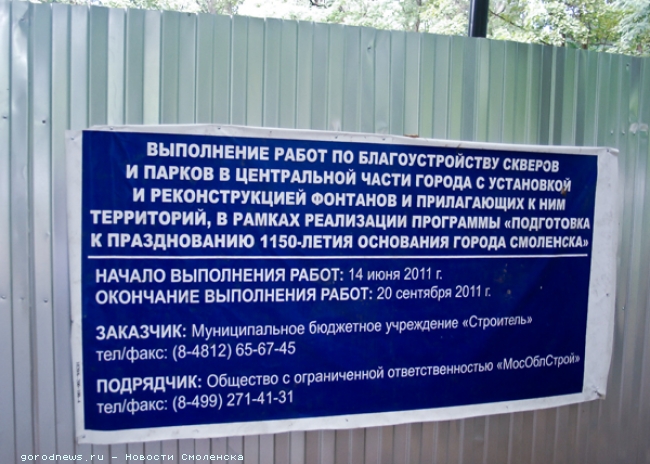 ВЫПОЛНЕНИЕ РАБОТ ПО БЛАГОУСТРОЙСТВУ СКВЕРОВ
И ПАРКОВ В ЦЕНТРАЛЬНОЙ ЧАСТИ ГОРОДА С УСТАНОВКОЙ
И РЕКОНСТРУКЦИЕЙ ФОНТАНОВ И ПРИЛАГАЮЩИХ К НИМ
ТЕРРИТОРИЙ, В РАМКАХ РЕАЛИЗАЦИИ ПРОГРАММЫ «ПОДГОТОВКА
К ПРАЗДНОВАНИЮ 1150-ЛЕТИЯ ОСНОВАНИЯ ГОРОДА СМОЛЕНСКА»
НАЧАЛО ВЫПОЛНЕНИЯ РАБОТ: 14 июня 2011 г.
ОКОНЧАНИЕ ВЫПОЛНЕНИЯ РАБОТ: 20 сентября 2011 г.
ЗАКАЗЧИК: Муниципальное бюджетное учреждение «Строитель»
тел/факс: (8-4812) 65-67-45
ПОДРЯДЧИК: Общество с ограниченной ответственностью «МосОблСтрой»
тел/факс: (8-499) 271-41-31
gorodnews.ru – Новости Смоленска